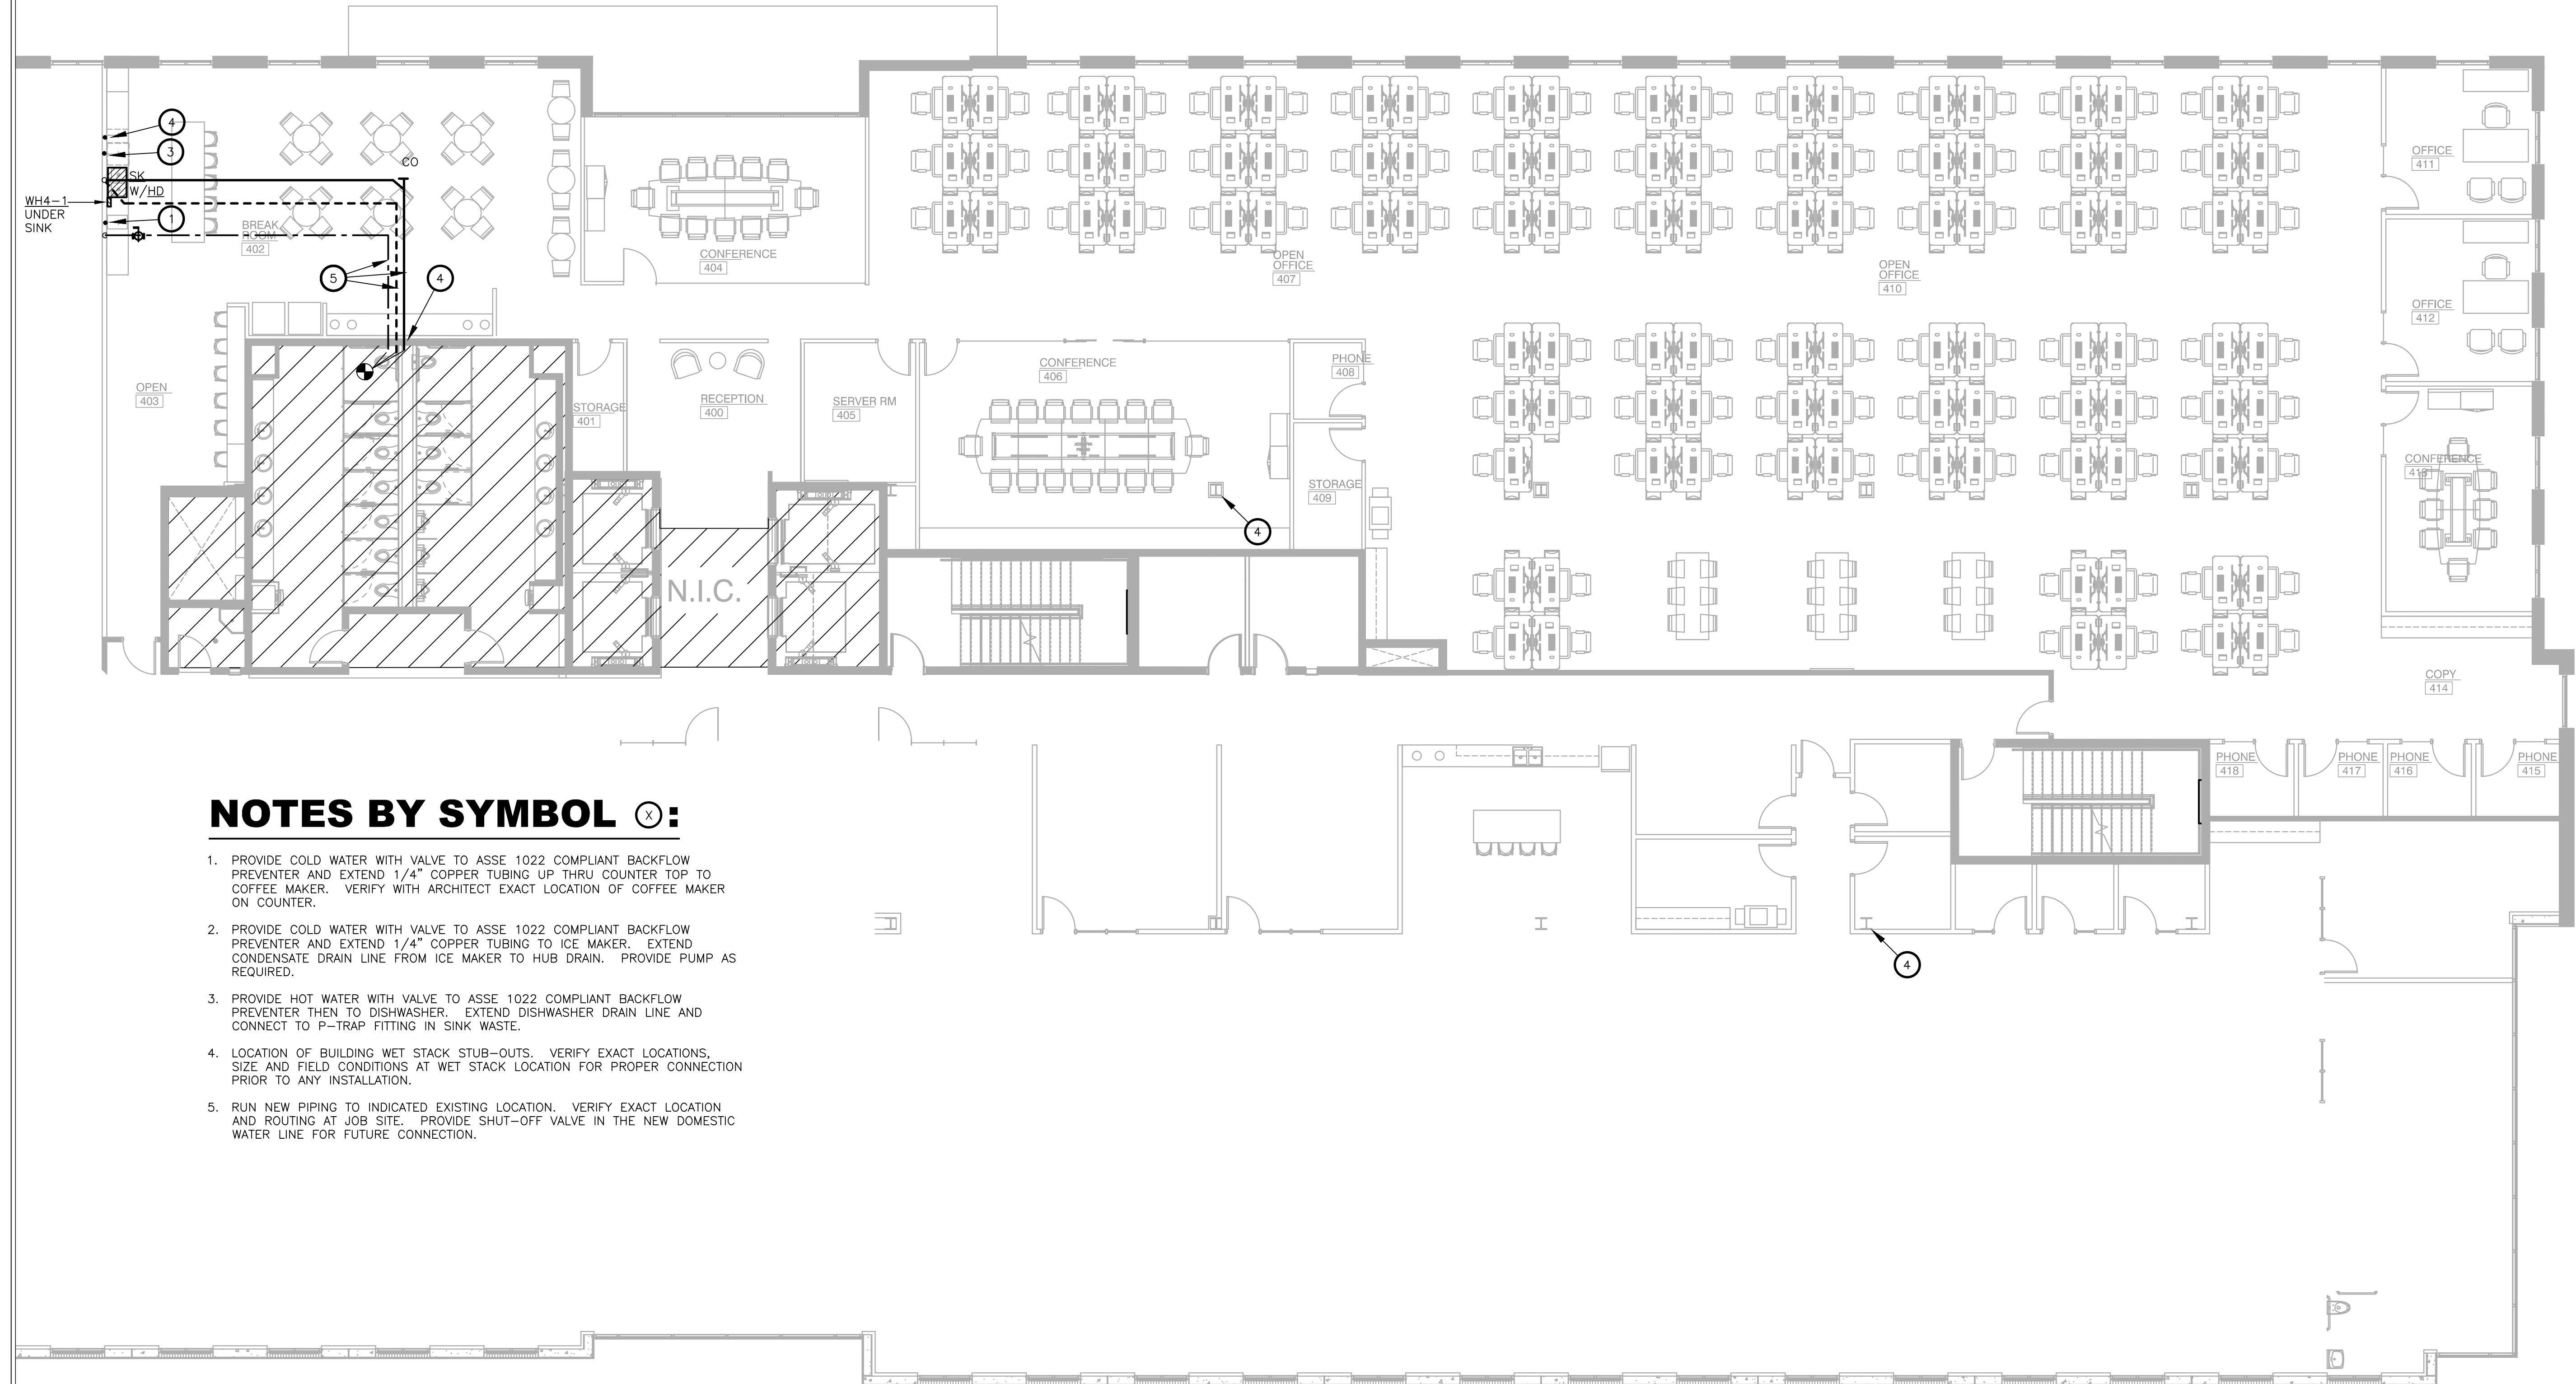 4
3
CO
SK
W/HD
WH4-1
UNDER
SINK
1
BREAK
ROOM
402
5
4
CONFERENCE
404
OPEN
OFFICE
407
OPEN
OFFICE
410
OFFICE
411
OFFICE
412
OPEN
403
STORAGE
401
RECEPTION
400
SERVER RM
405
CONFERENCE
406
PHONE
408
STORAGE
409
4
CONFERENCE
413
N.I.C.
COPY
414
PHONE
418
PHONE
417
PHONE
416
PHONE
415
4
NOTES BY SYMBOL X:
1. PROVIDE COLD WATER WITH VALVE TO ASSE 1022 COMPLIANT BACKFLOW
PREVENTER AND EXTEND 1/4" COPPER TUBING UP THRU COUNTER TOP TO
COFFEE MAKER. VERIFY WITH ARCHITECT EXACT LOCATION OF COFFEE MAKER
ON COUNTER.
2. PROVIDE COLD WATER WITH VALVE TO ASSE 1022 COMPLIANT BACKFLOW
PREVENTER AND EXTEND 1/4" COPPER TUBING TO ICE MAKER. EXTEND
CONDENSATE DRAIN LINE FROM ICE MAKER TO HUB DRAIN. PROVIDE PUMP AS
REQUIRED.
3. PROVIDE HOT WATER WITH VALVE TO ASSE 1022 COMPLIANT BACKFLOW
PREVENTER THEN TO DISHWASHER. EXTEND DISHWASHER DRAIN LINE AND
CONNECT TO P-TRAP FITTING IN SINK WASTE.
4. LOCATION OF BUILDING WET STACK STUB-OUTS. VERIFY EXACT LOCATIONS,
SIZE AND FIELD CONDITIONS AT WET STACK LOCATION FOR PROPER CONNECTION
PRIOR TO ANY INSTALLATION.
5. RUN NEW PIPING TO INDICATED EXISTING LOCATION. VERIFY EXACT LOCATION
AND ROUTING AT JOB SITE. PROVIDE SHUT-OFF VALVE IN THE NEW DOMESTIC
WATER LINE FOR FUTURE CONNECTION.